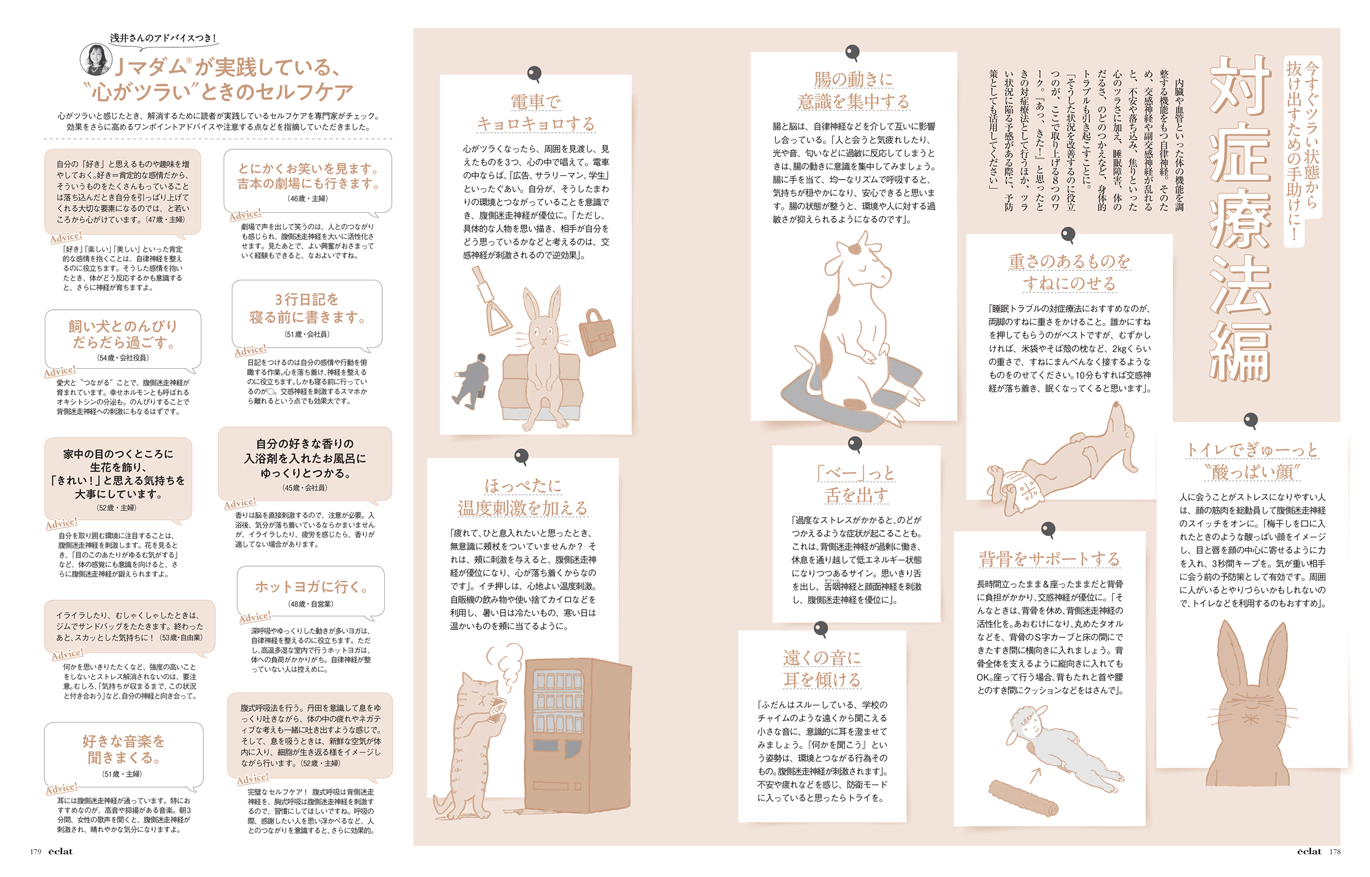 今すぐツラい状態から
抜け出すための手助けに！
対症療法編
内臓や血管といった体の機能を調
整する機能をもつ自律神経。そのた
め、交感神経や副交感神経が乱れる
と、不安や落ち込み、焦りといった
心のツラさに加え、睡眠障害、体の
だるさ、のどのつかえなど、身体的
トラブルも引き起こすことに。
「そうした状況を改善するのに役立
つのが、ここで取り上げる8つのワ
ーク。『あっ、きた！』と思ったと
きの対症療法として行うほか、ツラ
い状況に陥る予感がある際に、予防
策としても活用してください」
トイレでぎゅーっと
“酸っぱい顔”
人に会うことがストレスになりやすい人
は、顔の筋肉を総動員して腹側迷走神経
のスイッチをオンに。「梅干しを口に入
れたときのような酸っぱい顔をイメージ
し、目と唇を顔の中心に寄せるように力
を入れ、3秒間キープを。気が重い相手
に会う前の予防策として有効です。周囲
に人がいるとやりづらいかもしれないの
で、トイレなどを利用するのもおすすめ」。
重さのあるものを
すねにのせる
「睡眠トラブルの対症療法におすすめなのが、
両脚のすねに重さをかけること。誰かにすね
を押してもらうのがベストですが、むずかし
ければ、米袋やそば殻の枕など、2kgくらい
の重さで、すねにまんべんなく接するような
ものをのせてください。10分もすれば交感神
経が落ち着き、眠くなってくると思います」。
背骨をサポートする
長時間立ったまま＆座ったままだと背骨
に負担がかかり、交感神経が優位に。「そ
んなときは、背骨を休め、背側迷走神経の
活性化を。あおむけになり、丸めたタオル
などを、背骨のS字カーブと床の間にで
きたすき間に横向きに入れましょう。背
骨全体を支えるように縦向きに入れても
OK。座って行う場合、背もたれと首や腰
とのすき間にクッションなどをはさんで」。
腸の動きに
意識を集中する
腸と脳は、自律神経などを介して互いに影響
し合っている。「人と会うと気疲れしたり、
光や音、匂いなどに過敏に反応してしまうと
きは、腸の動きに意識を集中してみましょう。
腸に手を当て、均一なリズムで呼吸すると、
気持ちが穏やかになり、安心できると思いま
す。腸の状態が整うと、環境や人に対する過
敏さが抑えられるようになるのです」。
「べー」っと
舌を出す
「過度なストレスがかかると、のどが
つかえるような症状が起こることも。
これは、背側迷走神経が過剰に働き、
休息を通り越して低エネルギー状態
になりつつあるサイン。思いきり舌
を出し、舌咽神経と顔面神経を刺激
し、腹側迷走神経を優位に」。
遠くの音に
耳を傾ける
「ふだんはスルーしている、学校の
チャイムのような遠くから聞こえる
小さな音に、意識的に耳を澄ませて
みましょう。『何かを聞こう』とい
う姿勢は、環境とつながる行為その
もの。腹側迷走神経が刺激されます」。
不安や疲れなどを感じ、防衛モード
に入っていると思ったらトライを。
電車で
キョロキョロする
心がツラくなったら、周囲を見渡し、見
えたものを3つ、心の中で唱えて。電車
の中ならば、「広告、サラリーマン、学生」
といったぐあい。自分が、そうしたまわ
りの環境とつながっていることを意識で
き、腹側迷走神経が優位に。「ただし、
具体的な人物を思い描き、相手が自分を
どう思っているかなどと考えるのは、交
感神経が刺激されるので逆効果」。
ほっぺたに
温度刺激を加える
「疲れて、ひと息入れたいと思ったとき、
無意識に頬杖をついていませんか？ そ
れは、頬に刺激を与えると、腹側迷走神
経が優位になり、心が落ち着くからなの
です」。イチ押しは、心地よい温度刺激。
自販機の飲み物や使い捨てカイロなどを
利用し、暑い日は冷たいもの、寒い日は
温かいものを頬に当てるように。
浅井さんのアドバイスつき！
Jマダム®が実践している、
“心がツラい”ときのセルフケア
心がツラいと感じたとき、解消するために読者が実践しているセルフケアを専門家がチェック。
効果をさらに高めるワンポイントアドバイスや注意する点などを指摘していただきました。
自分の「好き」と思えるものや趣味を増
やしておく。好き＝肯定的な感情だから、
そういうものをたくさんもっていること
は落ち込んだとき自分を引っぱり上げて
くれる大切な要素になるのでは、と若い
ころから心がけています。（47歳・主婦）
Advice!
「好き」「楽しい」「美しい」といった肯定
的な感情を抱くことは、自律神経を整え
るのに役立ちます。そうした感情を抱い
たとき、体がどう反応するかも意識する
と、さらに神経が育ちますよ。
飼い犬とのんびり
だらだら過ごす。
（54歳・会社役員）
Advice!
愛犬と“つながる”ことで、腹側迷走神経が
育まれています。幸せホルモンとも呼ばれる
オキシトシンの分泌も。のんびりすることで
背側迷走神経への刺激にもなるはずです。
家中の目のつくところに
生花を飾り、
「きれい！」と思える気持ちを
大事にしています。
（52歳・主婦）
Advice!
自分を取り囲む環境に注目することは、
腹側迷走神経を刺激します。花を見ると
き、「目のこのあたりがゆるむ気がする」
など、体の感覚にも意識を向けると、さ
らに腹側迷走神経が鍛えられますよ。
イライラしたり、むしゃくしゃしたときは、
ジムでサンドバッグをたたきます。終わった
あと、スカッとした気持ちに！（53歳・自由業）
Advice!
何かを思いきりたたくなど、強度の高いこと
をしないとストレス解消されないのは、要注
意。むしろ、「気持ちが収まるまで、この状況
と付き合おう」など、自分の神経と向き合って。
好きな音楽を
聞きまくる。
（51歳・主婦）
Advice!
耳には腹側迷走神経が通っています。特にお
すすめなのが、高音や抑揚がある音楽。朝3
分間、女性の歌声を聞くと、腹側迷走神経が
刺激され、晴れやかな気分になりますよ。
とにかくお笑いを見ます。
吉本の劇場にも行きます。
（46歳・主婦）
Advice!
劇場で声を出して笑うのは、人とのつながり
も感じられ、腹側迷走神経を大いに活性化さ
せます。見たあとで、よい興奮がおさまって
いく経験もできると、なおよいですね。
3行日記を
寝る前に書きます。
（51歳・会社員）
Advice!
日記をつけるのは自分の感情や行動を俯
瞰する作業。心を落ち着け、神経を整える
のに役立ちます。しかも寝る前に行ってい
るのが◯。交感神経を刺激するスマホか
ら離れるという点でも効果大です。
自分の好きな香りの
入浴剤を入れたお風呂に
ゆっくりとつかる。
（45歳・会社員）
Advice!
香りは脳を直接刺激するので、注意が必要。入
浴後、気分が落ち着いているならかまいません
が、イライラしたり、疲労を感じたら、香りが
適してない場合があります。
ホットヨガに行く。
（48歳・自営業）
Advice!
深呼吸やゆっくりした動きが多いヨガは、
自律神経を整えるのに役立ちます。ただ
し、高温多湿な室内で行うホットヨガは、
体への負荷がかかりがち。自律神経が整
っていない人は控えめに。
腹式呼吸法を行う。丹田を意識して息をゆ
っくり吐きながら、体の中の疲れやネガテ
ィブな考えも一緒に吐き出すような感じで。
そして、息を吸うときは、新鮮な空気が体
内に入り、細胞が生き返る様をイメージし
ながら行います。（52歳・主婦）
Advice!
完璧なセルフケア！ 腹式呼吸は背側迷走
神経を、胸式呼吸は腹側迷走神経を刺激す
るので、習慣にしてほしいですね。呼吸の
際、感謝したい人を思い浮かべるなど、人
とのつながりを意識すると、さらに効果的。
179 éclat
éclat 178